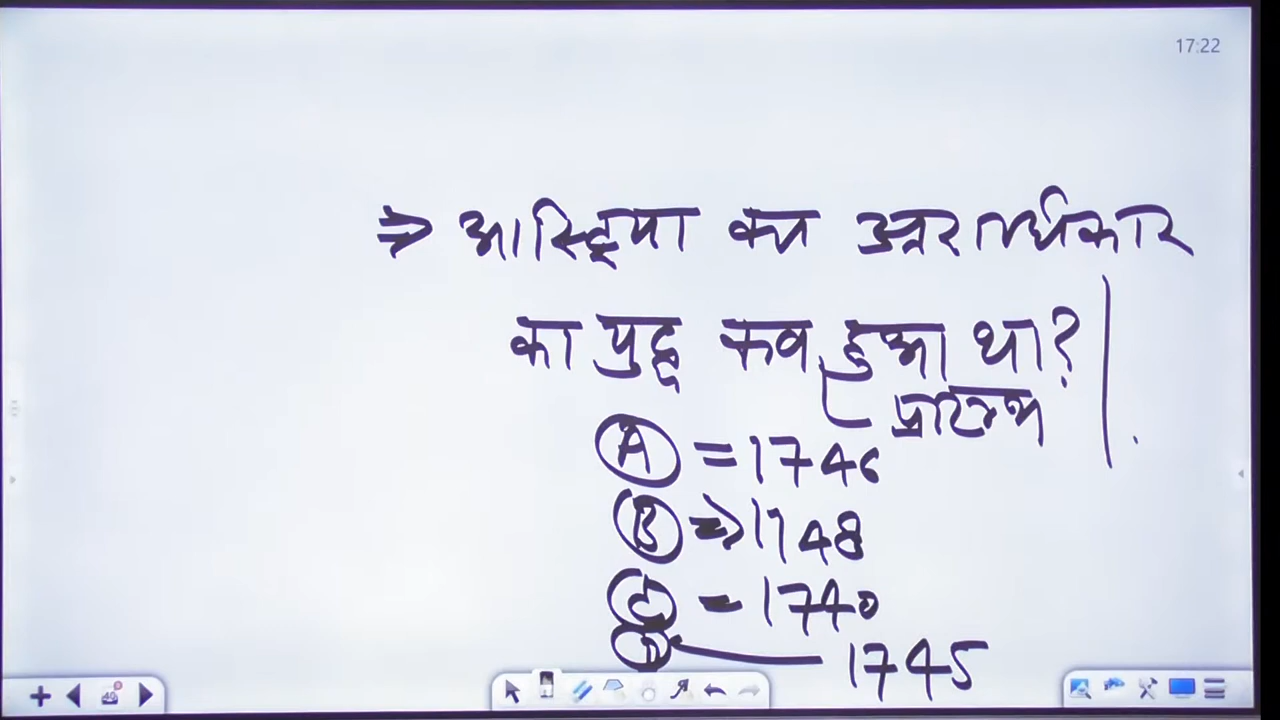 17:22
⇒ आस्ट्रिया का उत्तराधिकार
का युद्ध कब हुआ था?
प्रारम्भ
A = 1746
B ⇒ 1748
C = 1740
D 1745